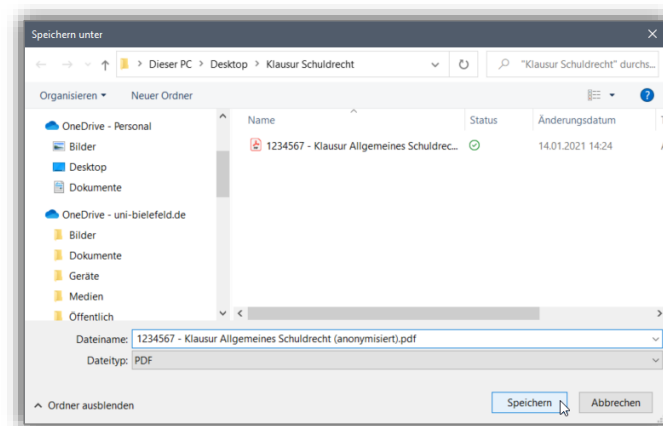 Speichern unter
Dieser PC > Desktop > Klausur Schuldrecht
"Klausur Schuldrecht" durchs...
Organisieren
Neuer Ordner
Name
Status
Änderungsdatum
OneDrive - Personal
Bilder
1234567 - Klausur Allgemeines Schuldrec...
14.01.2021 14:24
Desktop
Dokumente
OneDrive - uni-bielefeld.de
Bilder
Dokumente
Geräte
Medien
Öffentlich
Dateiname: 1234567 - Klausur Allgemeines Schuldrecht (anonymisiert).pdf
Dateityp: PDF
Ordner ausblenden
Speichern
Abbrechen